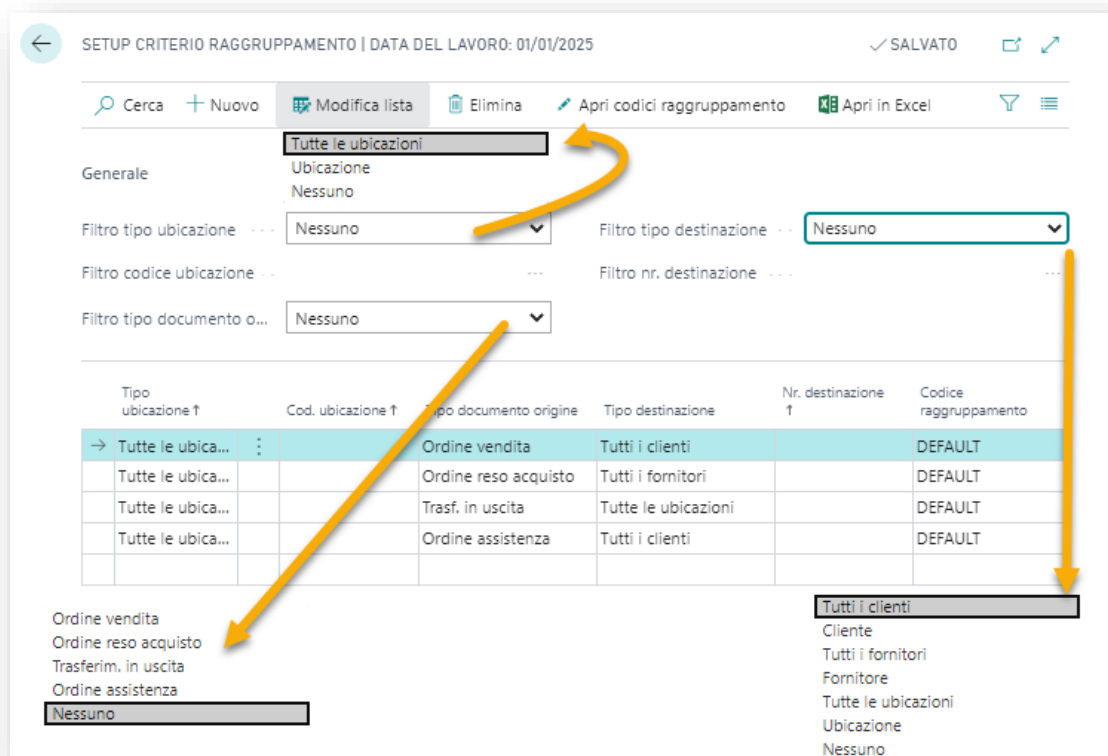 SETUP CRITERIO RAGGRUPPAMENTO | DATA DEL LAVORO: 01/01/2025 SALVATO
Cerca Nuovo Modifica lista Elimina Apri codici raggruppamento Apri in Excel
Tutte le ubicazioni
Ubicazione
Nessuno
Generale
Filtro tipo ubicazione Nessuno Filtro tipo destinazione Nessuno
Filtro codice ubicazione ... Filtro nr. destinazione ...
Filtro tipo documento o... Nessuno
Tipo ubicazione↑ Cod. ubicazione↑ Tipo documento origine Tipo destinazione Nr. destinazione ↑ Codice raggruppamento
Tutte le ubica... Ordine vendita Tutti i clienti DEFAULT
Tutte le ubica... Ordine reso acquisto Tutti i fornitori DEFAULT
Tutte le ubica... Trasf. in uscita Tutte le ubicazioni DEFAULT
Tutte le ubica... Ordine assistenza Tutti i clienti DEFAULT
Ordine vendita
Ordine reso acquisto
Trasferim. in uscita
Ordine assistenza
Nessuno
Tutti i clienti
Cliente
Tutti i fornitori
Fornitore
Tutte le ubicazioni
Ubicazione
Nessuno